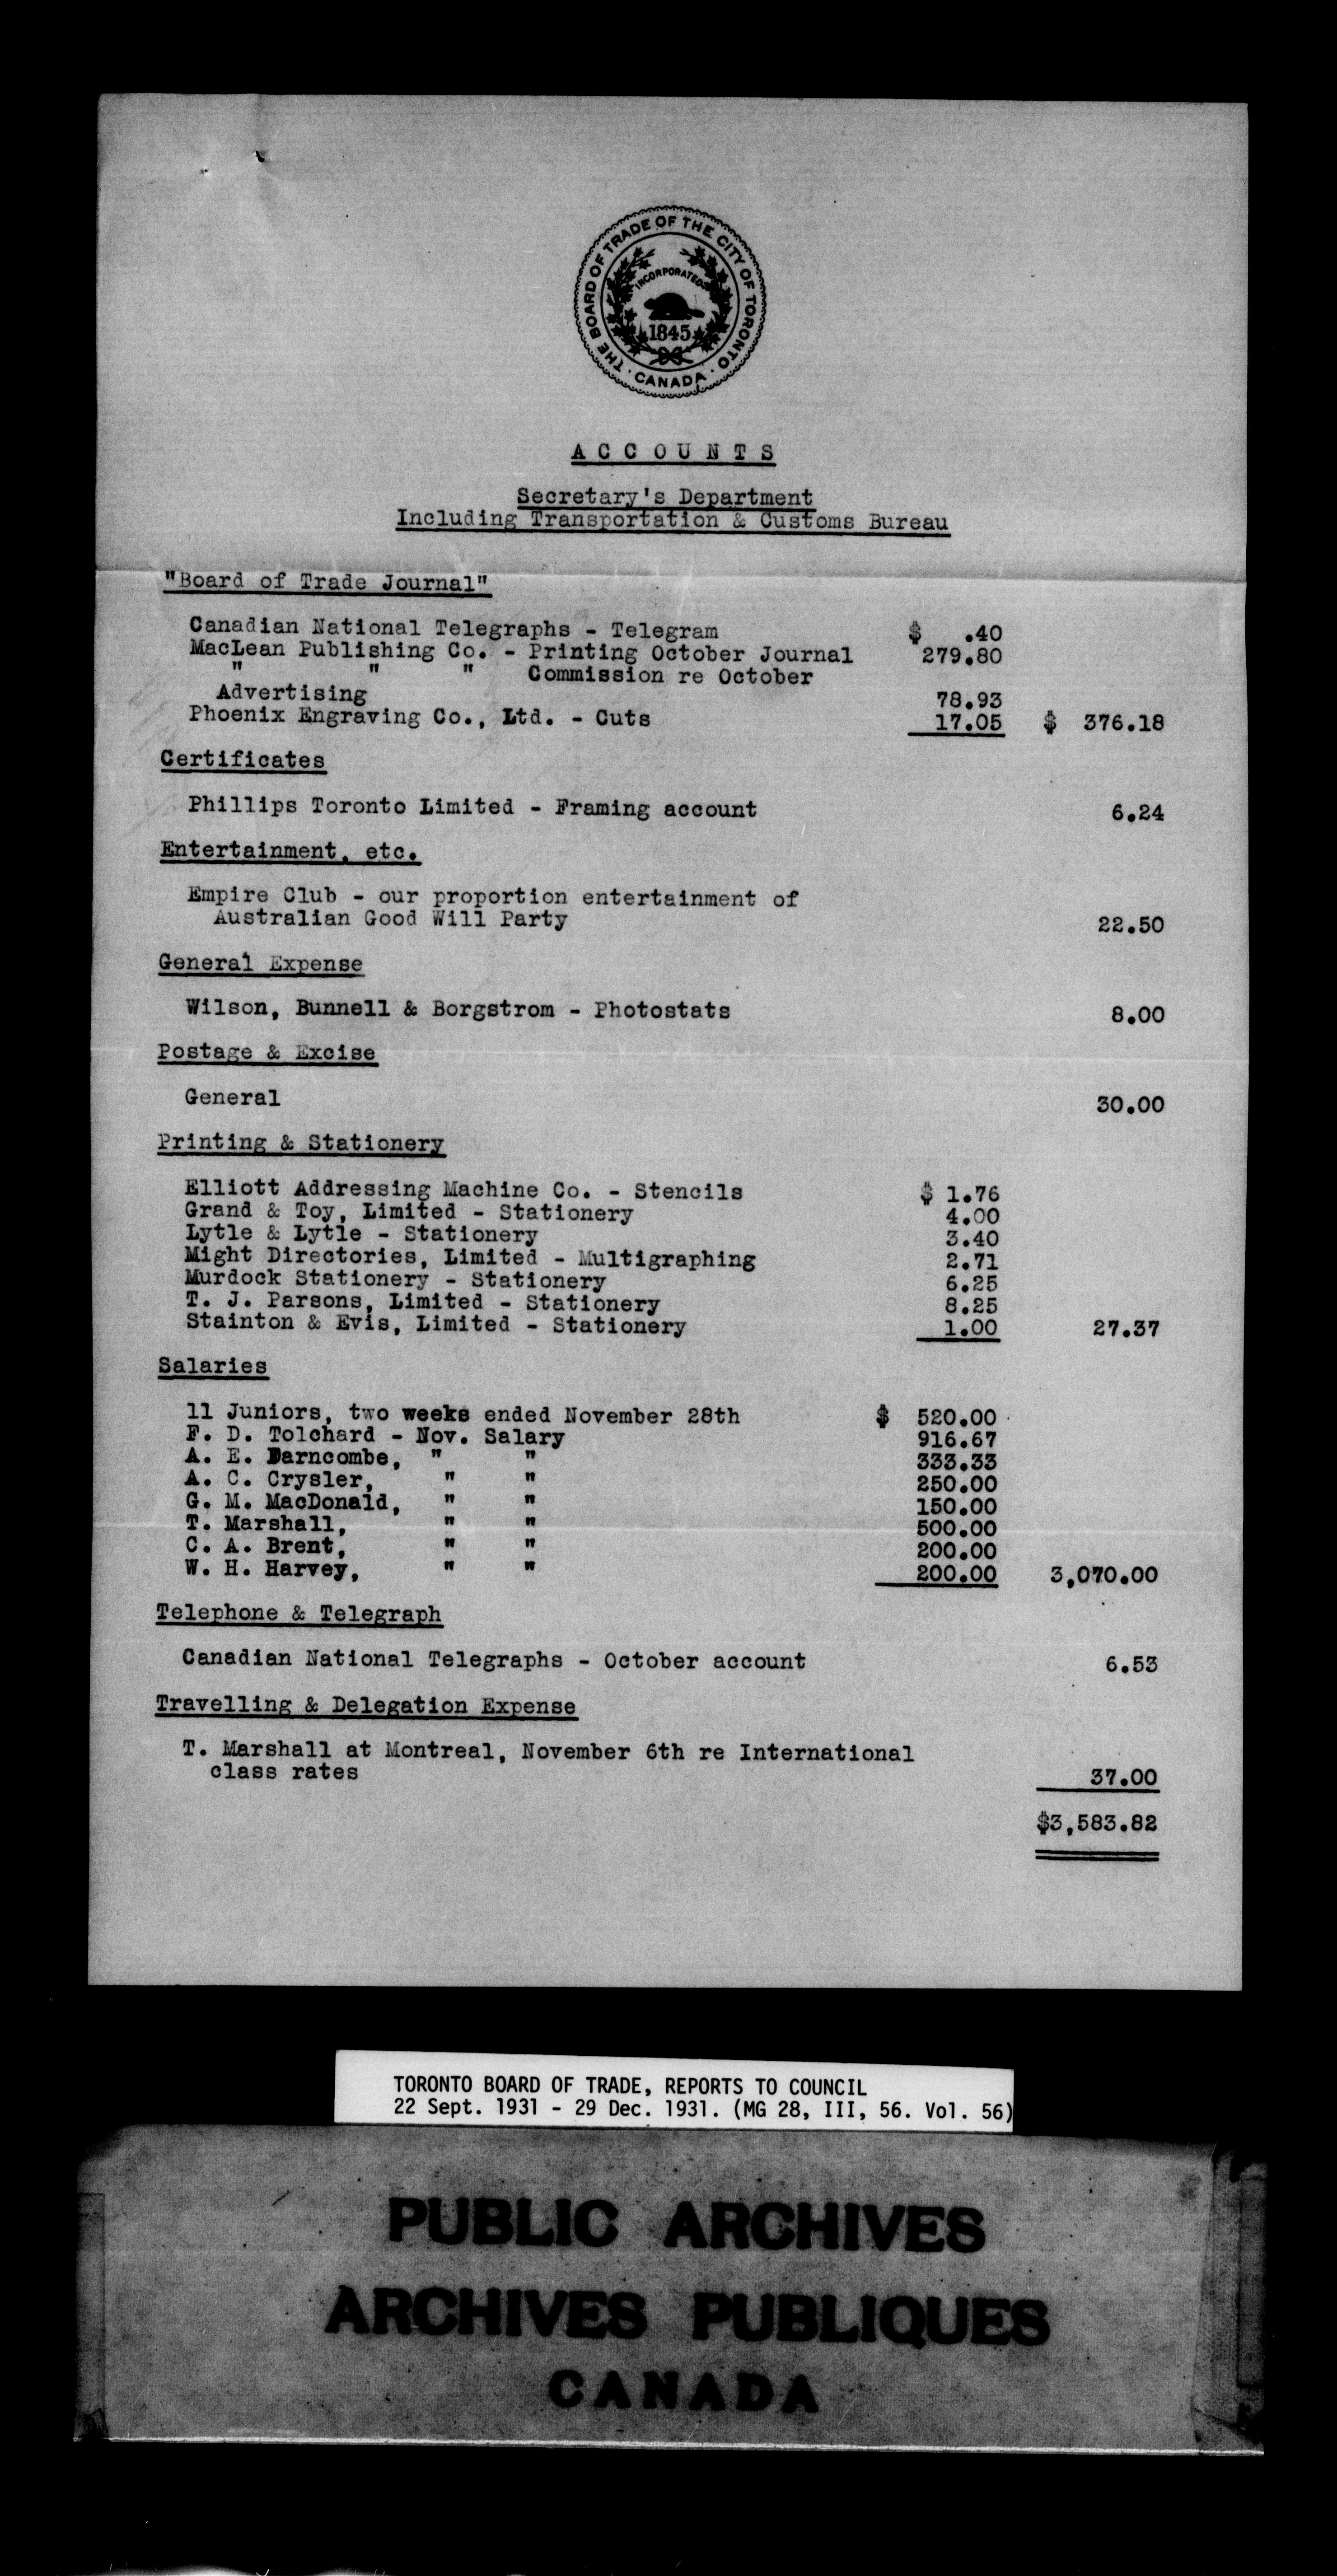 THE BOARD OF TRADE OF THE CITY OF TORONTO
· CANADA ·
INCORPORATED
1845
A C C O U N T S
Secretary's Department
Including Transportation & Customs Bureau
"Board of Trade Journal"
Canadian National Telegraphs - Telegram $ .40
MacLean Publishing Co. - Printing October Journal 279.80
" " " Commission re October
Advertising 78.93
Phoenix Engraving Co., Ltd. - Cuts 17.05 $ 376.18
Certificates
Phillips Toronto Limited - Framing account 6.24
Entertainment, etc.
Empire Club - our proportion entertainment of
Australian Good Will Party 22.50
General Expense
Wilson, Bunnell & Borgstrom - Photostats 8.00
Postage & Excise
General 30.00
Printing & Stationery
Elliott Addressing Machine Co. - Stencils $ 1.76
Grand & Toy, Limited - Stationery 4.00
Lytle & Lytle - Stationery 3.40
Might Directories, Limited - Multigraphing 2.71
Murdock Stationery - Stationery 6.25
T. J. Parsons, Limited - Stationery 8.25
Stainton & Evis, Limited - Stationery 1.00 27.37
Salaries
11 Juniors, two weeks ended November 28th $ 520.00
F. D. Tolchard - Nov. Salary 916.67
A. E. Darncombe, " " 333.33
A. C. Crysler, " " 250.00
G. M. MacDonald, " " 150.00
T. Marshall, " " 500.00
C. A. Brent, " " 200.00
W. H. Harvey, " " 200.00 3,070.00
Telephone & Telegraph
Canadian National Telegraphs - October account 6.53
Travelling & Delegation Expense
T. Marshall at Montreal, November 6th re International
class rates 37.00
$3,583.82
TORONTO BOARD OF TRADE, REPORTS TO COUNCIL
22 Sept. 1931 - 29 Dec. 1931. (MG 28, III, 56. Vol. 56)
PUBLIC ARCHIVES
ARCHIVES PUBLIQUES
CANADA